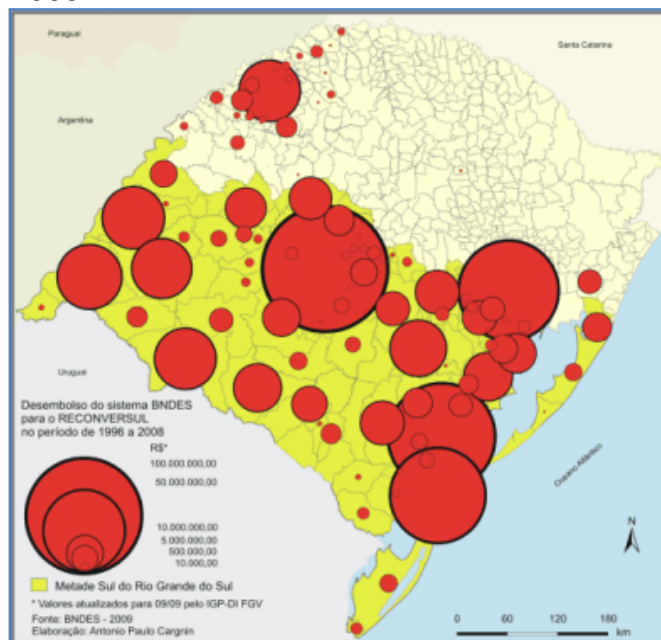 Paraguai
Santa Catarina
Argentina
Uruguai
Oceano Atlântico
Desembolso do sistema BNDES
para o RECONVERSUL
no período de 1996 a 2008
R$*
100.000.000,00
50.000.000,00
10.000.000,00
5.000.000,00
500.000,00
10.000,00
Metade Sul do Rio Grande do Sul
* Valores atualizados para 09/09 pelo IGP-DI FGV
Fonte: BNDES - 2009
Elaboração: Antonio Paulo Cargnin
N
0 60 120 180
km